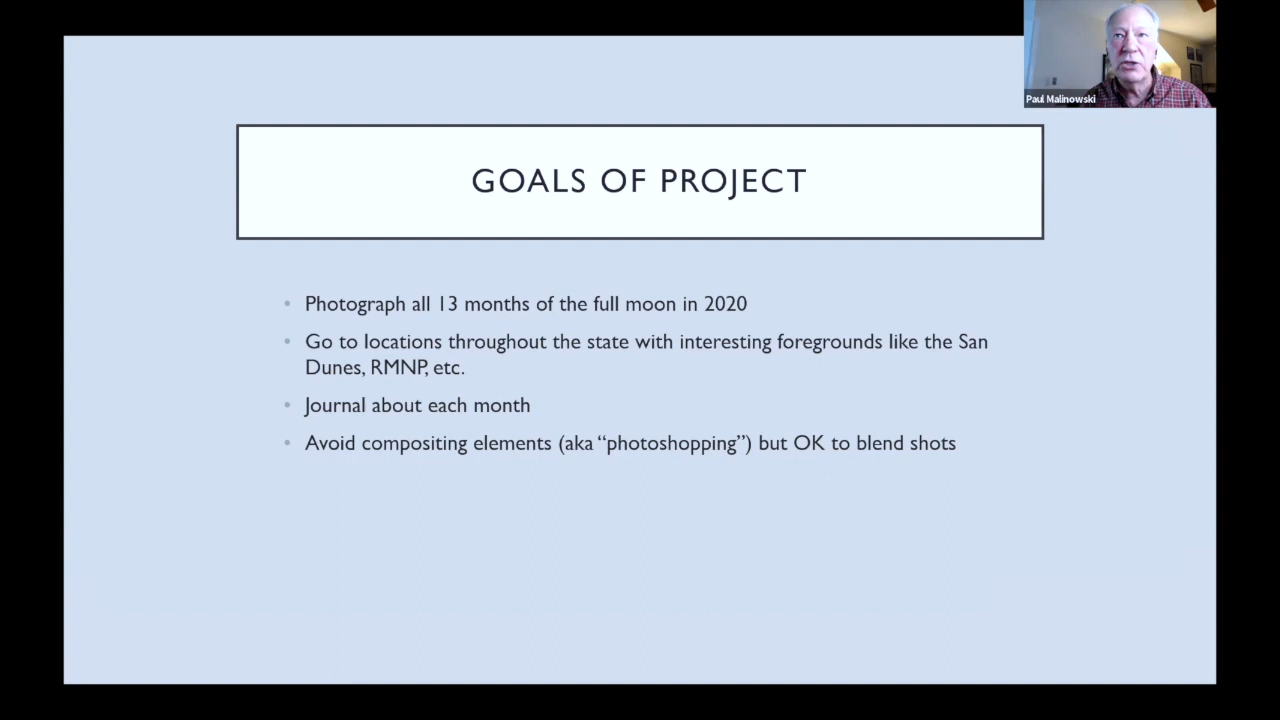 Paul Malinowski
GOALS OF PROJECT
• Photograph all 13 months of the full moon in 2020
• Go to locations throughout the state with interesting foregrounds like the San
Dunes, RMNP, etc.
• Journal about each month
• Avoid compositing elements (aka “photoshopping”) but OK to blend shots